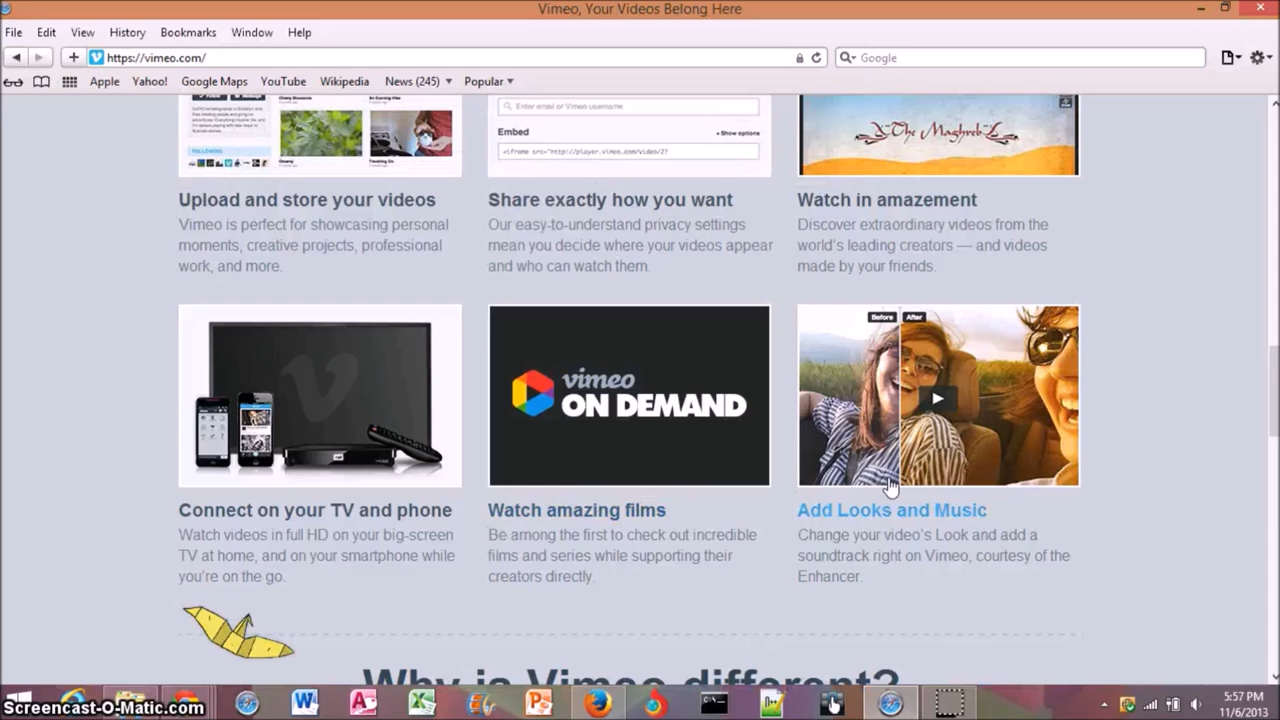 Vimeo, Your Videos Belong Here
File Edit View History Bookmarks Window Help
https://vimeo.com/
Google
Apple Yahoo! Google Maps YouTube Wikipedia News (245) Popular
Enter email or Vimeo username
Embed + Show options
<iframe src="http://player.vimeo.com/video/2?
The Maghreb
FOLLOWING
Upload and store your videos
Vimeo is perfect for showcasing personal
moments, creative projects, professional
work, and more.
Share exactly how you want
Our easy-to-understand privacy settings
mean you decide where your videos appear
and who can watch them.
Watch in amazement
Discover extraordinary videos from the
world's leading creators — and videos
made by your friends.
vimeo
ON DEMAND
Before After
Connect on your TV and phone
Watch videos in full HD on your big-screen
TV at home, and on your smartphone while
you're on the go.
Watch amazing films
Be among the first to check out incredible
films and series while supporting their
creators directly.
Add Looks and Music
Change your video's Look and add a
soundtrack right on Vimeo, courtesy of the
Enhancer.
Why is Vimeo different?
Screencast-O-Matic.com
5:57 PM
11/6/2013